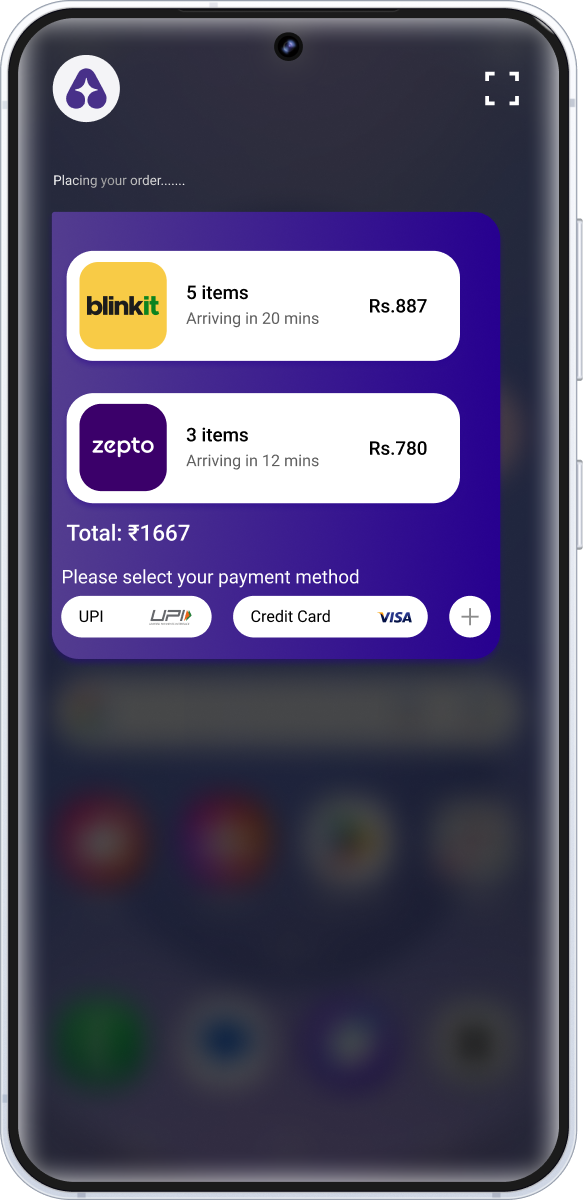 Placing your order.......
blinkit
5 items
Arriving in 20 mins
Rs.887
zepto
3 items
Arriving in 12 mins
Rs.780
Total: ₹1667
Please select your payment method
UPI
UPI
Credit Card
VISA